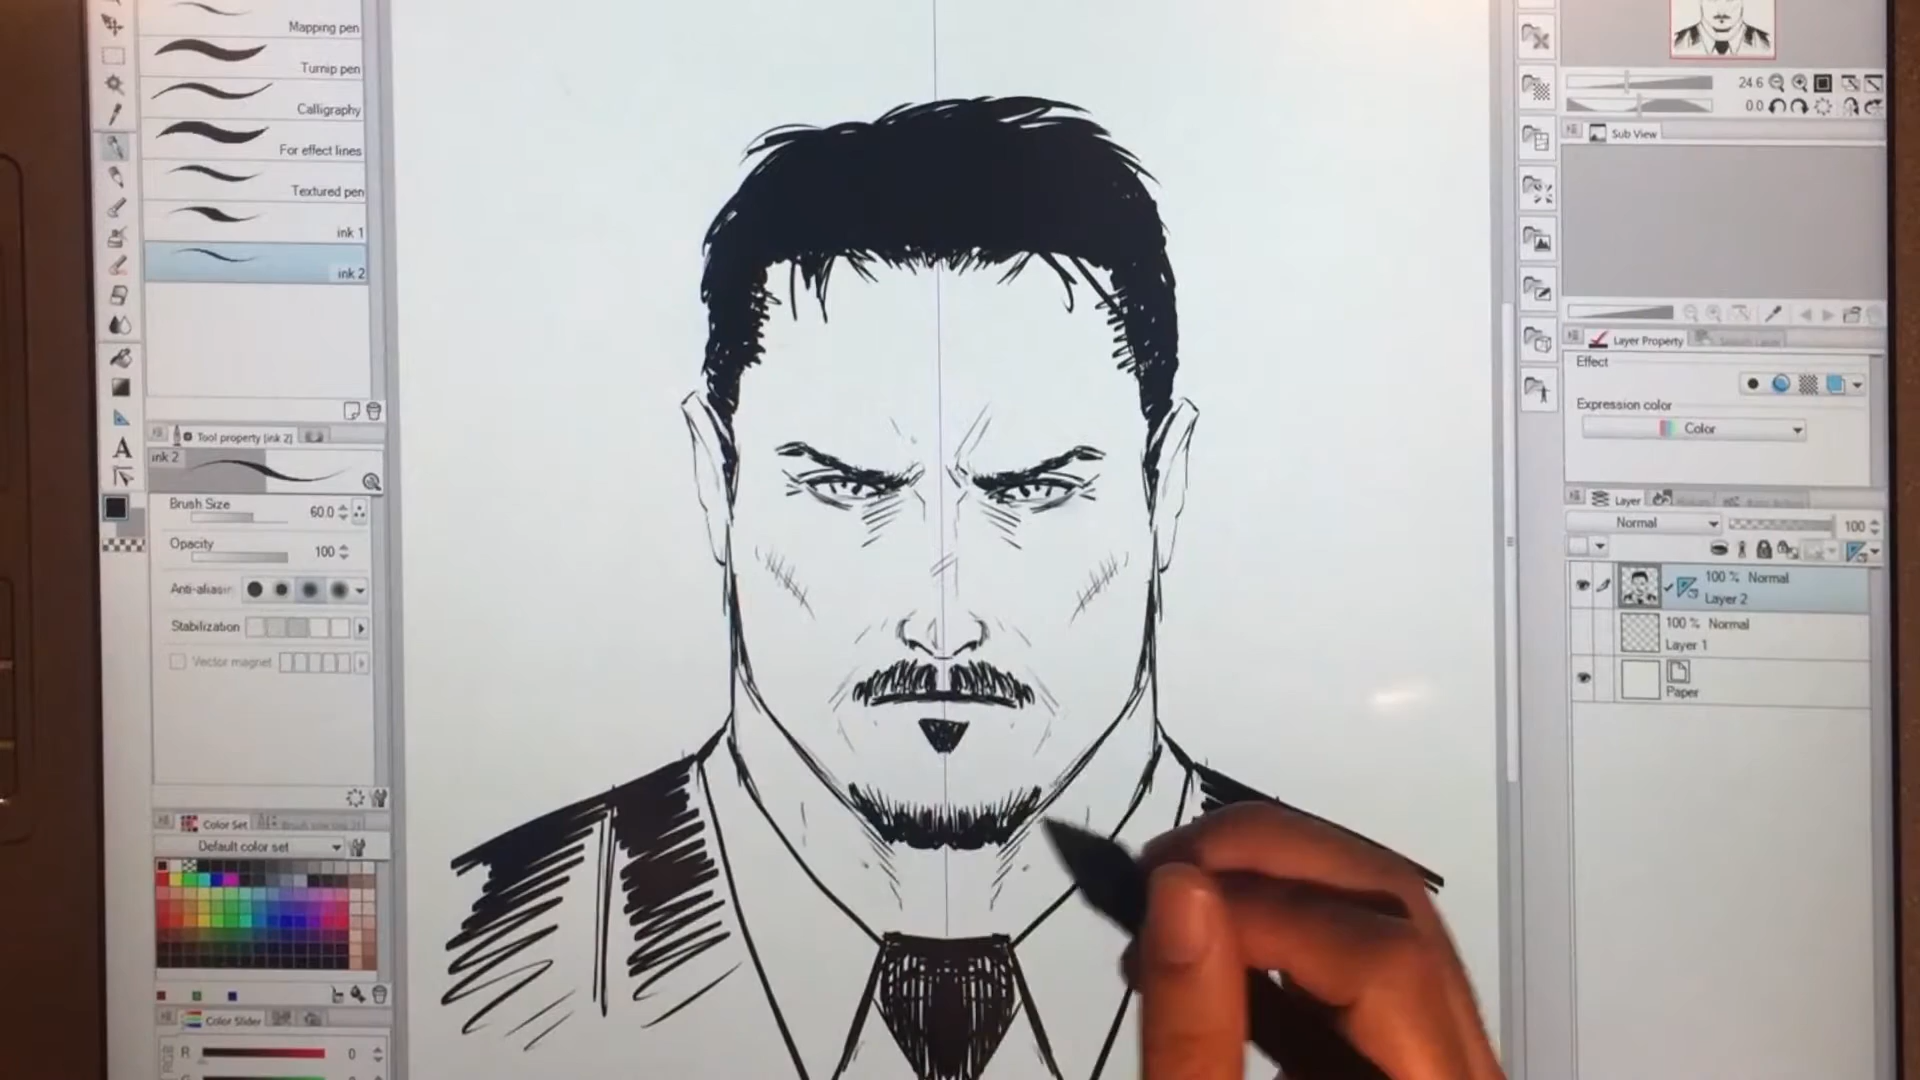 Mapping pen
Turnip pen
Calligraphy
For effect lines
Textured pen
ink 1
ink 2
Tool property [ink 2]
ink 2
Brush Size
60.0
Opacity
100
Anti-aliasin
Stabilization
Vector magnet
Color Set
Default color set
Color Slider
RGB
R
0
24.6
0.0
Sub View
Layer Property
Effect
Expression color
Color
Layer
Normal
100
100 % Normal
Layer 2
100 % Normal
Layer 1
Paper